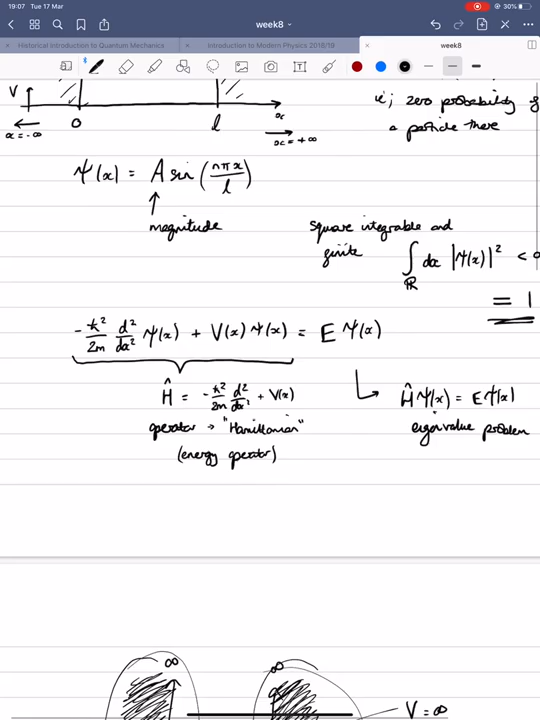 19:07 Tue 17 Mar
30%
week8
Historical introduction to Quantum Mechanics
Introduction to Modern Physics 2018/19
week8
V
0
l
x
x = -∞
x = +∞
ie; zero probability of
a particle there
ψ(x) = A sin (nπx/l)
magnitude
square integrable and
finite
∫ℝ dx |ψ(x)|² <
= 1
-ħ²/2m d²/dx² ψ(x) + V(x) ψ(x) = E ψ(x)
Ĥ = -ħ²/2m d²/dx² + V(x)
Ĥψ(x) = Eψ(x)
operator → "Hamiltonian"
eigenvalue problem
(energy operator)
∞
∞
V = ∞